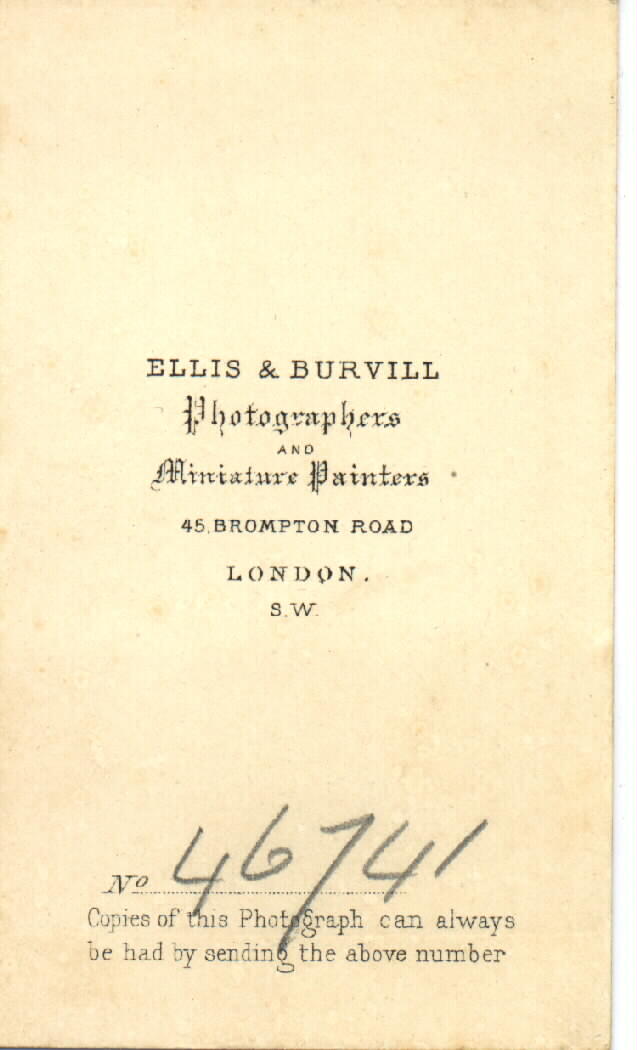 ELLIS & BURVILL
Photographers
AND
Miniature Painters
45, BROMPTON ROAD
LONDON.
S.W.
No 46741
Copies of this Photograph can always
be had by sending the above number